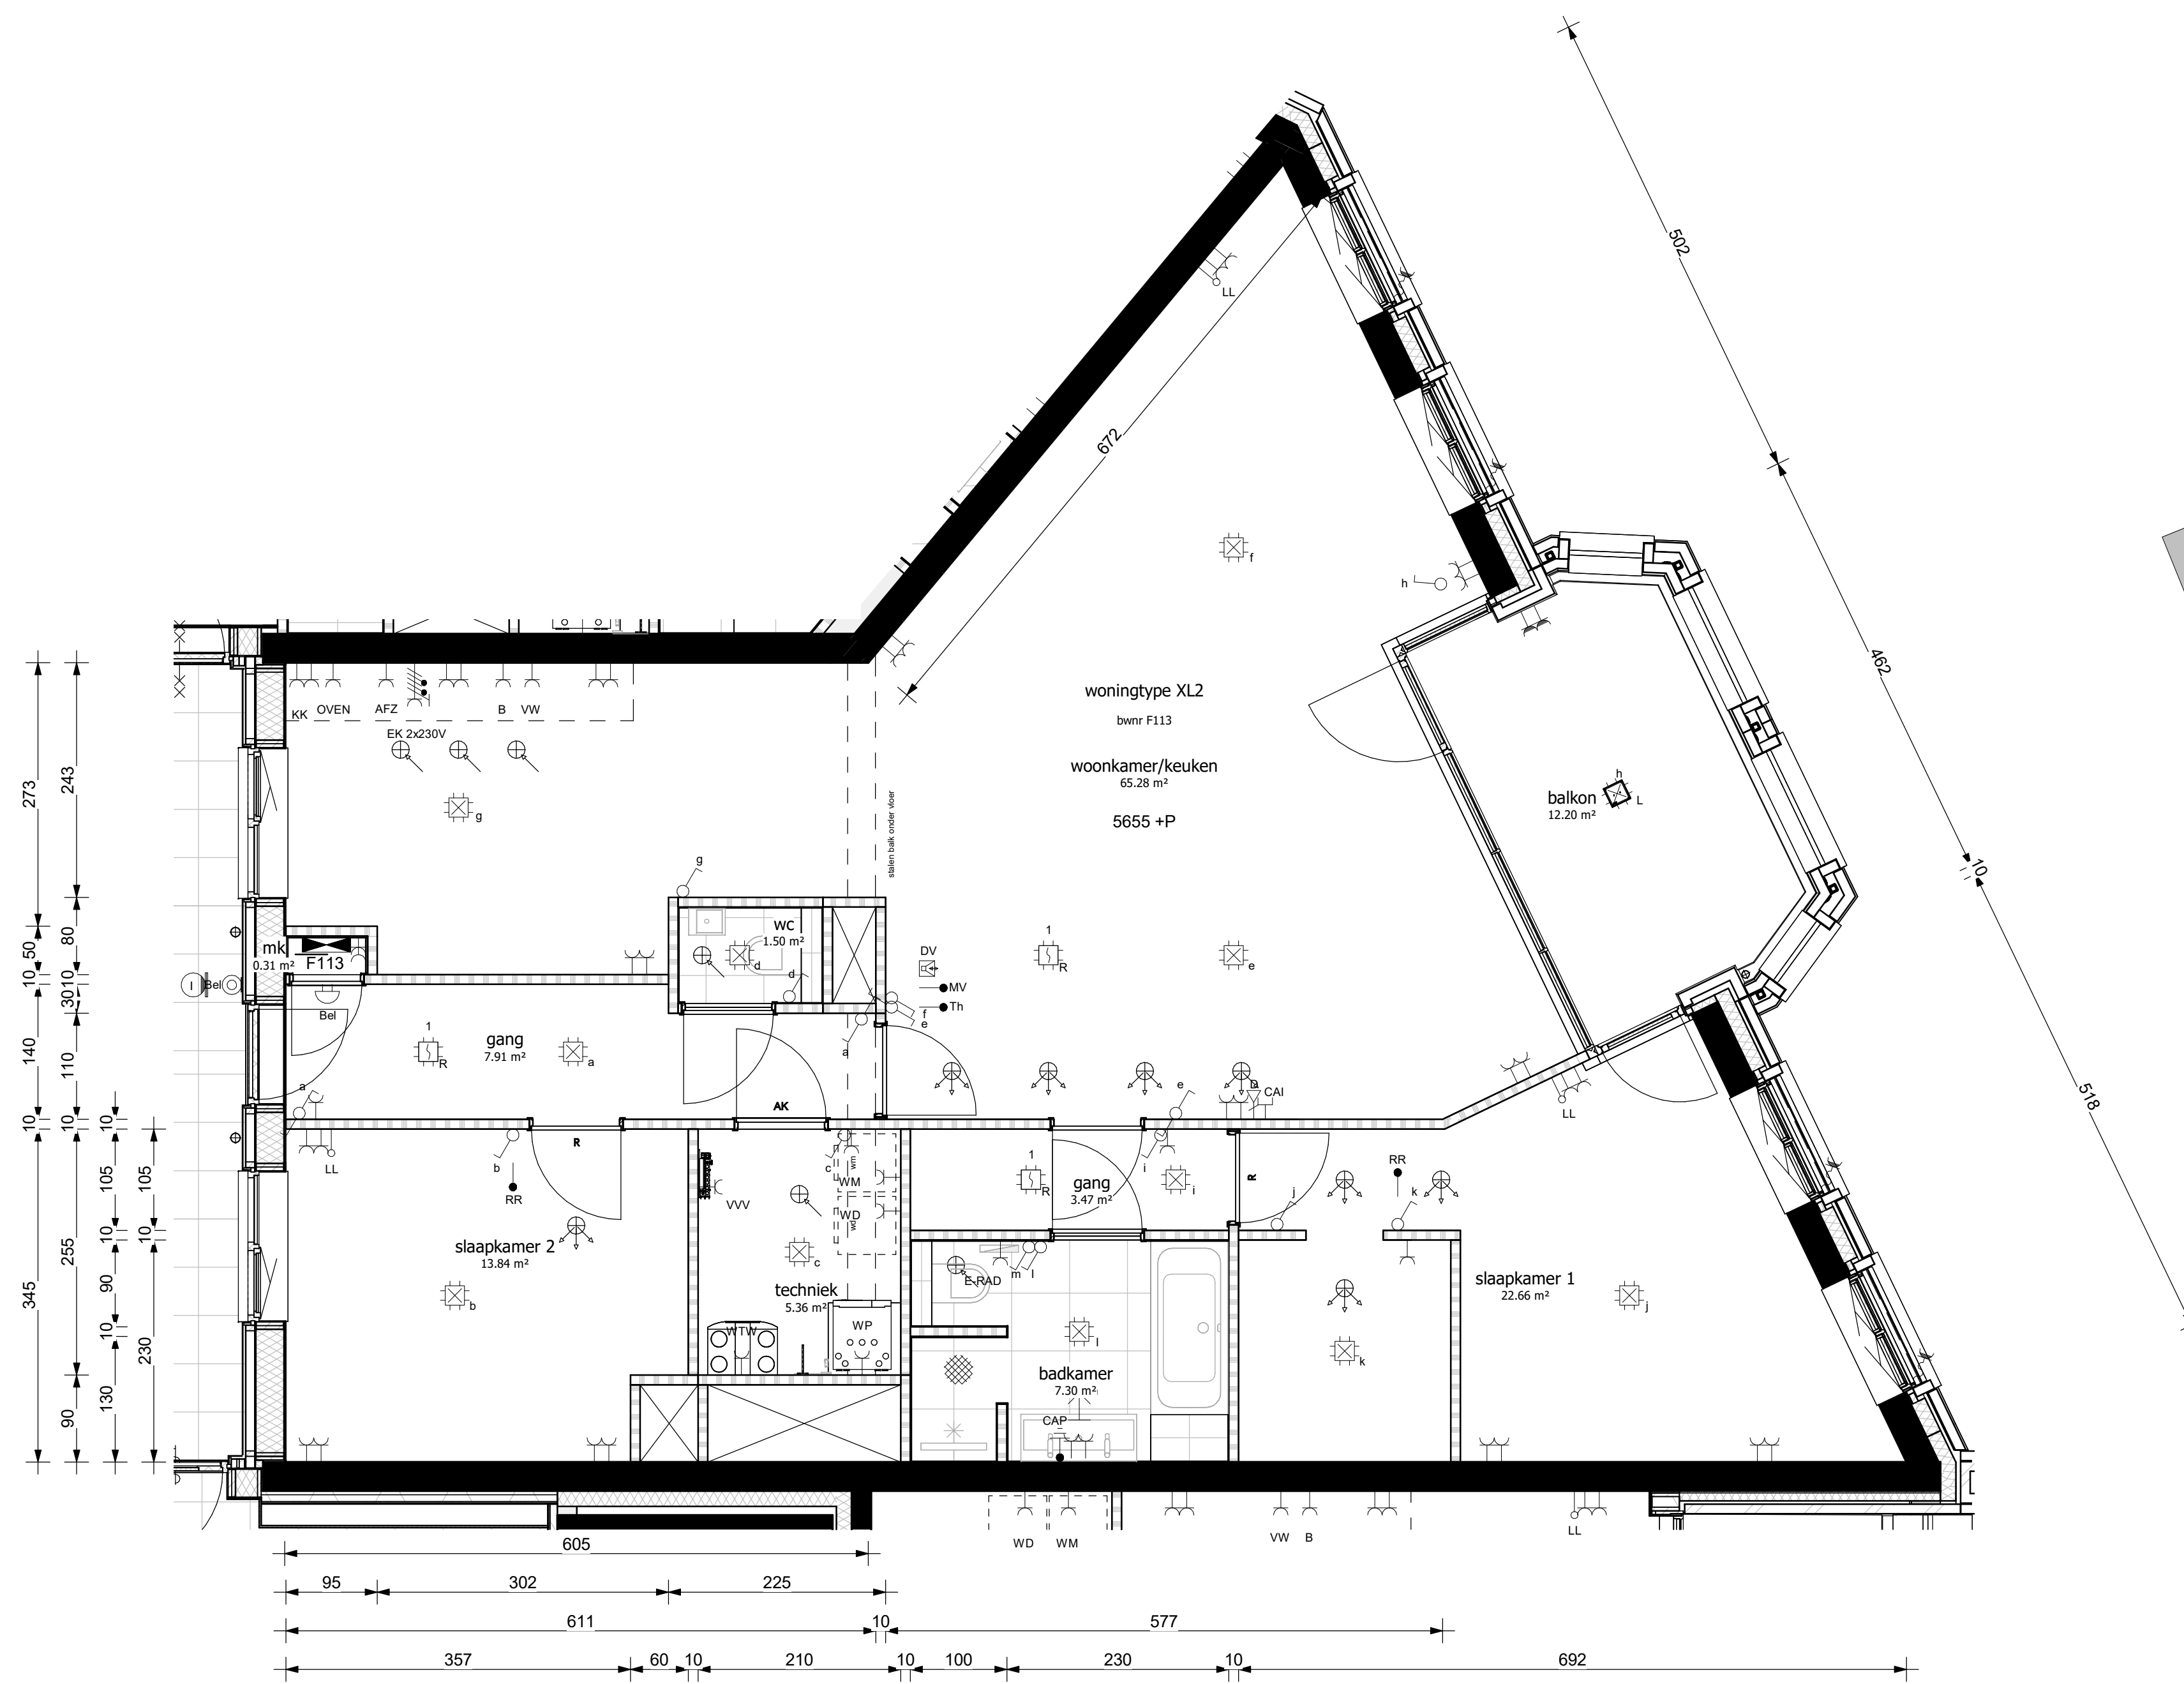 502
LL
672
f
h
462
woningtype XL2
bwnr F113
KK OVEN AFZ B VW
EK 2x230V
woonkamer/keuken
65.28 m²
5655 +P
h
balkon
12.20 m²
L
273
243
g
stalen balk onder vloer
g
10
wc
1.50 m²
d
d
80
50
mk
0.31 m²
F113
DV
MV
Th
1
R
e
10
10
30
Bel
Bel
f
e
gang
7.91 m²
1
R
a
a
140
110
a
AK
e
CAI
LL
518
10
10
10
R
LL
b
RR
c
wm
WM
WD
wd
VVV
i
1
R
gang
3.47 m²
i
R
j
RR
k
105
105
10
10
slaapkamer 2
13.84 m²
b
c
techniek
5.36 m²
E-RAD
m
l
slaapkamer 1
22.66 m²
j
345
255
90
10
230
WTW
WP
l
k
badkamer
7.30 m²
CAP
90
130
WD
WM
VW
B
LL
605
95
302
225
611
10
577
357
60
10
210
10
100
230
10
692